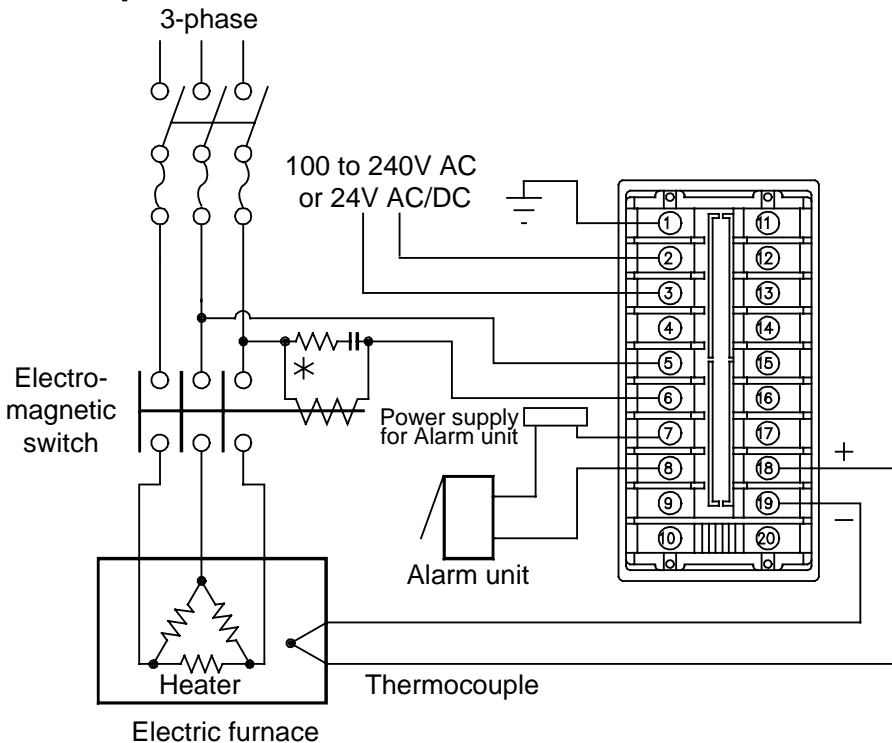 3-phase
100 to 240V AC
or 24V AC/DC
1
11
2
12
3
13
4
14
5
15
Electro-
magnetic
switch
6
16
Power supply
for Alarm unit
7
17
8
18
+
9
19
−
10
20
Alarm unit
Heater
Thermocouple
Electric furnace